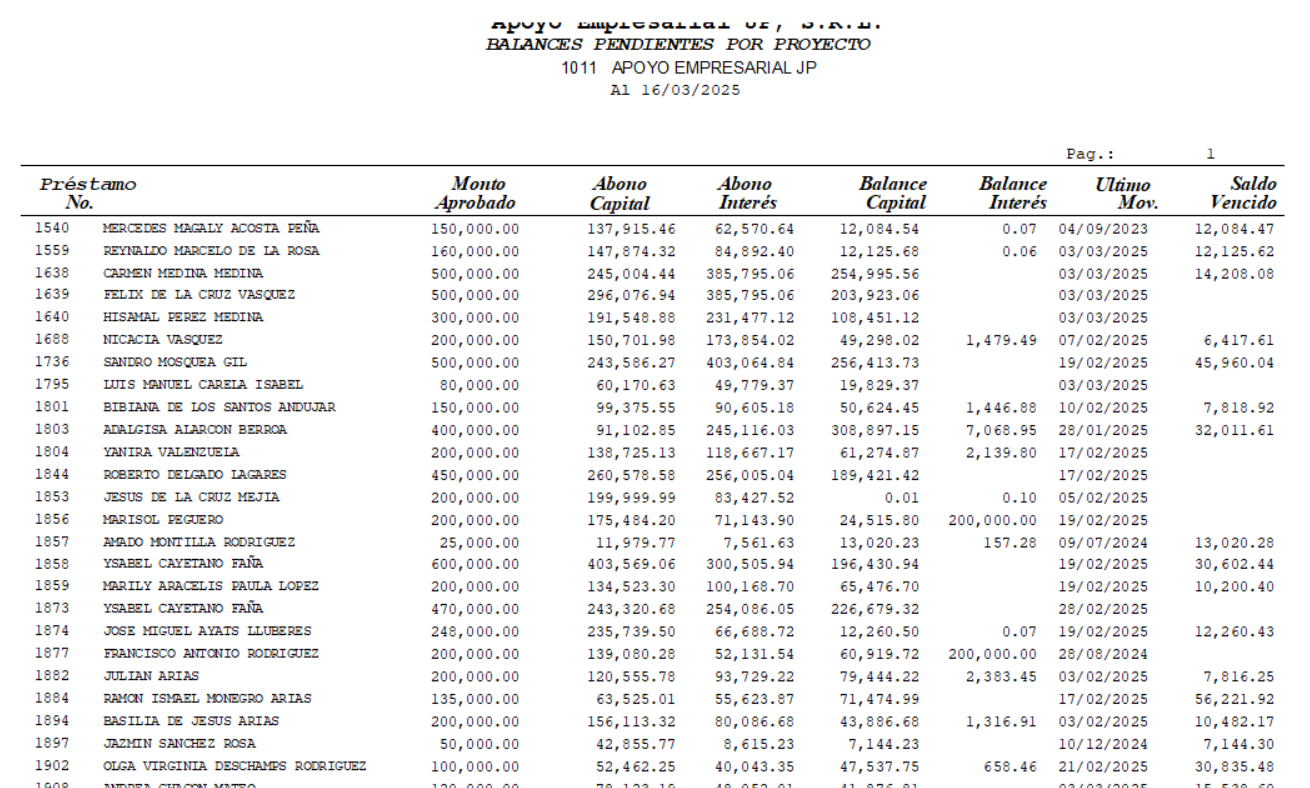 Apoyo Empresarial JP, S.R.L.
BALANCES PENDIENTES POR PROYECTO
1011 APOYO EMPRESARIAL JP
Al 16/03/2025
Pag.: 1
Préstamo Monto Abono Abono Balance Balance Ultimo Saldo
No. Aprobado Capital Interés Capital Interés Mov. Vencido
1540 MERCEDES MAGALY ACOSTA PEÑA 150,000.00 137,915.46 62,570.64 12,084.54 0.07 04/09/2023 12,084.47
1559 REYNALDO MARCELO DE LA ROSA 160,000.00 147,874.32 84,892.40 12,125.68 0.06 03/03/2025 12,125.62
1638 CARMEN MEDINA MEDINA 500,000.00 245,004.44 385,795.06 254,995.56 03/03/2025 14,208.08
1639 FELIX DE LA CRUZ VASQUEZ 500,000.00 296,076.94 385,795.06 203,923.06 03/03/2025
1640 HISAMAL PEREZ MEDINA 300,000.00 191,548.88 231,477.12 108,451.12 03/03/2025
1688 NICACIA VASQUEZ 200,000.00 150,701.98 173,854.02 49,298.02 1,479.49 07/02/2025 6,417.61
1736 SANDRO MOSQUEA GIL 500,000.00 243,586.27 403,064.84 256,413.73 19/02/2025 45,960.04
1795 LUIS MANUEL CARELA ISABEL 80,000.00 60,170.63 49,779.37 19,829.37 03/03/2025
1801 BIBIANA DE LOS SANTOS ANDUJAR 150,000.00 99,375.55 90,605.18 50,624.45 1,446.88 10/02/2025 7,818.92
1803 ADALGISA ALARCON BERROA 400,000.00 91,102.85 245,116.03 308,897.15 7,068.95 28/01/2025 32,011.61
1804 YANIRA VALENZUELA 200,000.00 138,725.13 118,667.17 61,274.87 2,139.80 17/02/2025
1844 ROBERTO DELGADO LAGARES 450,000.00 260,578.58 256,005.04 189,421.42 17/02/2025
1853 JESUS DE LA CRUZ MEJIA 200,000.00 199,999.99 83,427.52 0.01 0.10 05/02/2025
1856 MARISOL PEGUERO 200,000.00 175,484.20 71,143.90 24,515.80 200,000.00 19/02/2025
1857 AMADO MONTILLA RODRIGUEZ 25,000.00 11,979.77 7,561.63 13,020.23 157.28 09/07/2024 13,020.28
1858 YSABEL CAYETANO FAÑA 600,000.00 403,569.06 300,505.94 196,430.94 19/02/2025 30,602.44
1859 MARILY ARACELIS PAULA LOPEZ 200,000.00 134,523.30 100,168.70 65,476.70 19/02/2025 10,200.40
1873 YSABEL CAYETANO FAÑA 470,000.00 243,320.68 254,086.05 226,679.32 28/02/2025
1874 JOSE MIGUEL AYATS LLUBERES 248,000.00 235,739.50 66,688.72 12,260.50 0.07 19/02/2025 12,260.43
1877 FRANCISCO ANTONIO RODRIGUEZ 200,000.00 139,080.28 52,131.54 60,919.72 200,000.00 28/08/2024
1882 JULIAN ARIAS 200,000.00 120,555.78 93,729.22 79,444.22 2,383.45 03/02/2025 7,816.25
1884 RAMON ISMAEL MONEGRO ARIAS 135,000.00 63,525.01 55,623.87 71,474.99 17/02/2025 56,221.92
1894 BASILIA DE JESUS ARIAS 200,000.00 156,113.32 80,086.68 43,886.68 1,316.91 03/02/2025 10,482.17
1897 JAZMIN SANCHEZ ROSA 50,000.00 42,855.77 8,615.23 7,144.23 10/12/2024 7,144.30
1902 OLGA VIRGINIA DESCHAMPS RODRIGUEZ 100,000.00 52,462.25 40,043.35 47,537.75 658.46 21/02/2025 30,835.48
1908 ANDREA CHACON MATEO